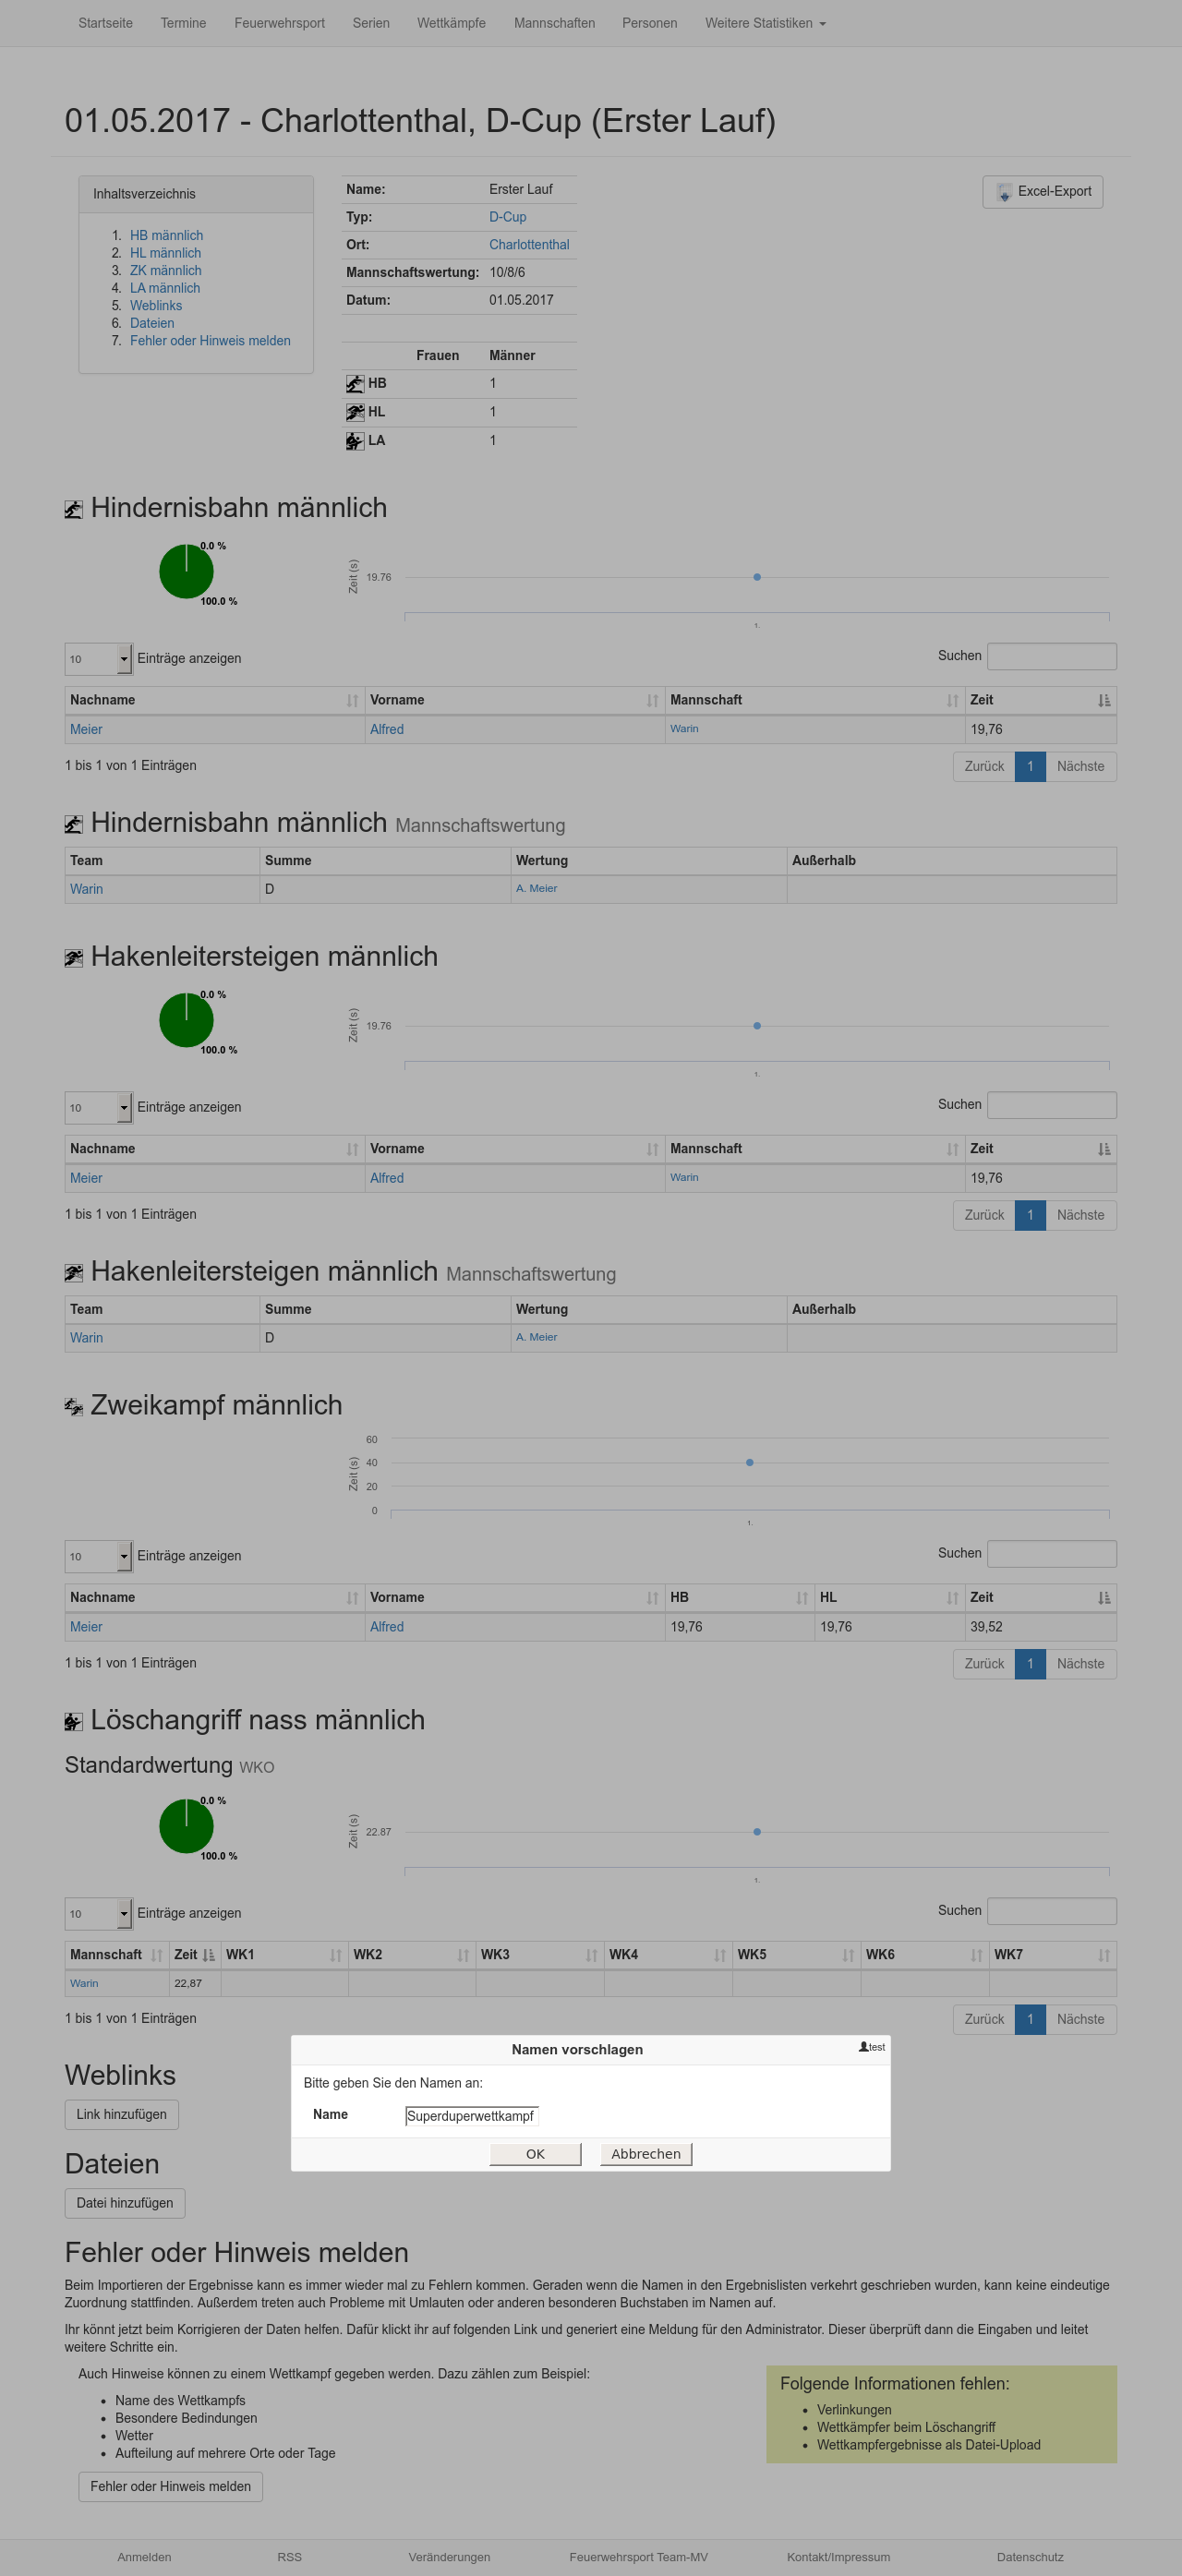 Startseite Termine Feuerwehrsport Serien Wettkämpfe Mannschaften Personen Weitere Statistiken
01.05.2017 - Charlottenthal, D-Cup (Erster Lauf)
Inhaltsverzeichnis
1. HB männlich
2. HL männlich
3. ZK männlich
4. LA männlich
5. Weblinks
6. Dateien
7. Fehler oder Hinweis melden
Name: Erster Lauf
Typ: D-Cup
Ort: Charlottenthal
Mannschaftswertung: 10/8/6
Datum: 01.05.2017
Frauen Männer
HB 1
HL 1
LA 1
Excel-Export
Hindernisbahn männlich
0.0 %
100.0 %
Zeit (s)
19.76
1.
10 Einträge anzeigen
Suchen
Nachname Vorname Mannschaft Zeit
Meier Alfred Warin 19,76
1 bis 1 von 1 Einträgen
Zurück 1 Nächste
Hindernisbahn männlich Mannschaftswertung
Team Summe Wertung Außerhalb
Warin D A. Meier
Hakenleitersteigen männlich
0.0 %
100.0 %
Zeit (s)
19.76
1.
10 Einträge anzeigen
Suchen
Nachname Vorname Mannschaft Zeit
Meier Alfred Warin 19,76
1 bis 1 von 1 Einträgen
Zurück 1 Nächste
Hakenleitersteigen männlich Mannschaftswertung
Team Summe Wertung Außerhalb
Warin D A. Meier
Zweikampf männlich
Zeit (s)
60
40
20
0
1.
10 Einträge anzeigen
Suchen
Nachname Vorname HB HL Zeit
Meier Alfred 19,76 19,76 39,52
1 bis 1 von 1 Einträgen
Zurück 1 Nächste
Löschangriff nass männlich
Standardwertung WKO
0.0 %
100.0 %
Zeit (s)
22.87
1.
10 Einträge anzeigen
Suchen
Mannschaft Zeit WK1 WK2 WK3 WK4 WK5 WK6 WK7
Warin 22,87
1 bis 1 von 1 Einträgen
Zurück 1 Nächste
Namen vorschlagen
test
Bitte geben Sie den Namen an:
Name Superduperwettkampf
OK Abbrechen
Weblinks
Link hinzufügen
Dateien
Datei hinzufügen
Fehler oder Hinweis melden
Beim Importieren der Ergebnisse kann es immer wieder mal zu Fehlern kommen. Geraden wenn die Namen in den Ergebnislisten verkehrt geschrieben wurden, kann keine eindeutige
Zuordnung stattfinden. Außerdem treten auch Probleme mit Umlauten oder anderen besonderen Buchstaben im Namen auf.
Ihr könnt jetzt beim Korrigieren der Daten helfen. Dafür klickt ihr auf folgenden Link und generiert eine Meldung für den Administrator. Dieser überprüft dann die Eingaben und leitet
weitere Schritte ein.
Auch Hinweise können zu einem Wettkampf gegeben werden. Dazu zählen zum Beispiel:
Name des Wettkampfs
Besondere Bedindungen
Wetter
Aufteilung auf mehrere Orte oder Tage
Fehler oder Hinweis melden
Folgende Informationen fehlen:
Verlinkungen
Wettkämpfer beim Löschangriff
Wettkampfergebnisse als Datei-Upload
Anmelden RSS Veränderungen Feuerwehrsport Team-MV Kontakt/Impressum Datenschutz